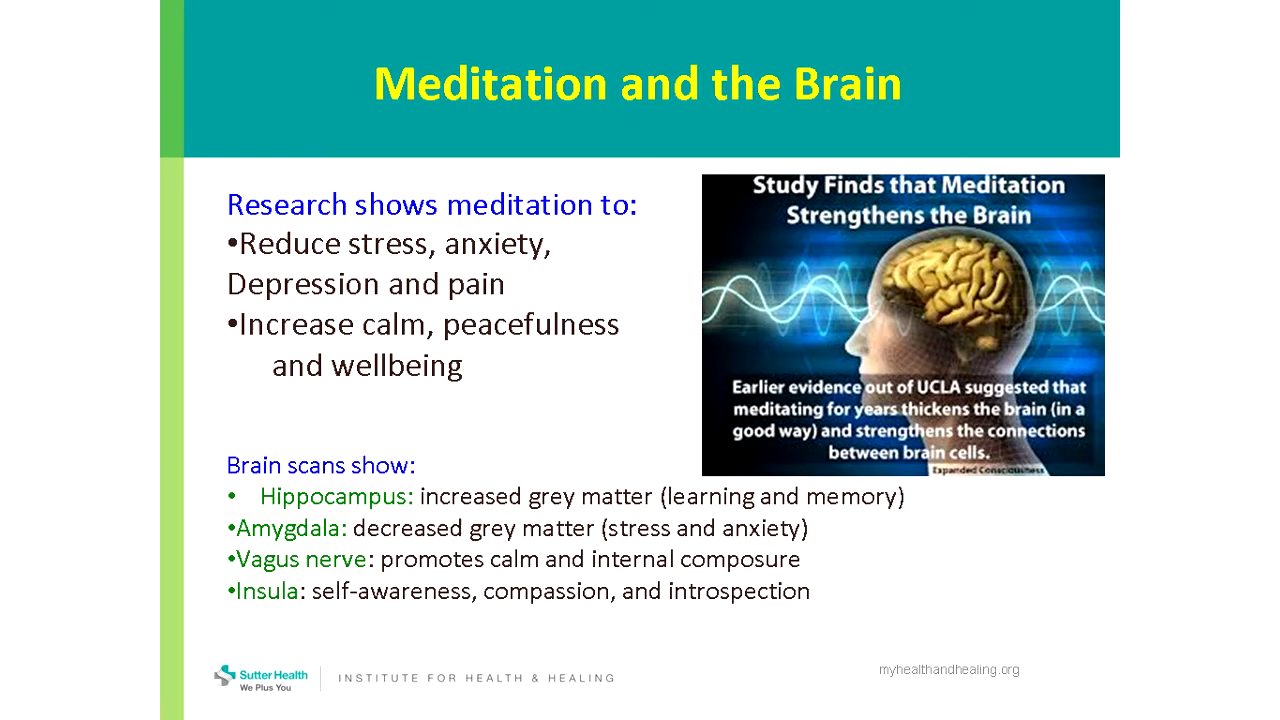 Meditation and the Brain
Research shows meditation to:
•Reduce stress, anxiety,
Depression and pain
•Increase calm, peacefulness
and wellbeing
Study Finds that Meditation
Strengthens the Brain
Earlier evidence out of UCLA suggested that
meditating for years thickens the brain (in a
good way) and strengthens the connections
between brain cells.
Expanded Consciousness
Brain scans show:
• Hippocampus: increased grey matter (learning and memory)
•Amygdala: decreased grey matter (stress and anxiety)
•Vagus nerve: promotes calm and internal composure
•Insula: self-awareness, compassion, and introspection
Sutter Health
We Plus You
INSTITUTE FOR HEALTH & HEALING
myhealthandhealing.org